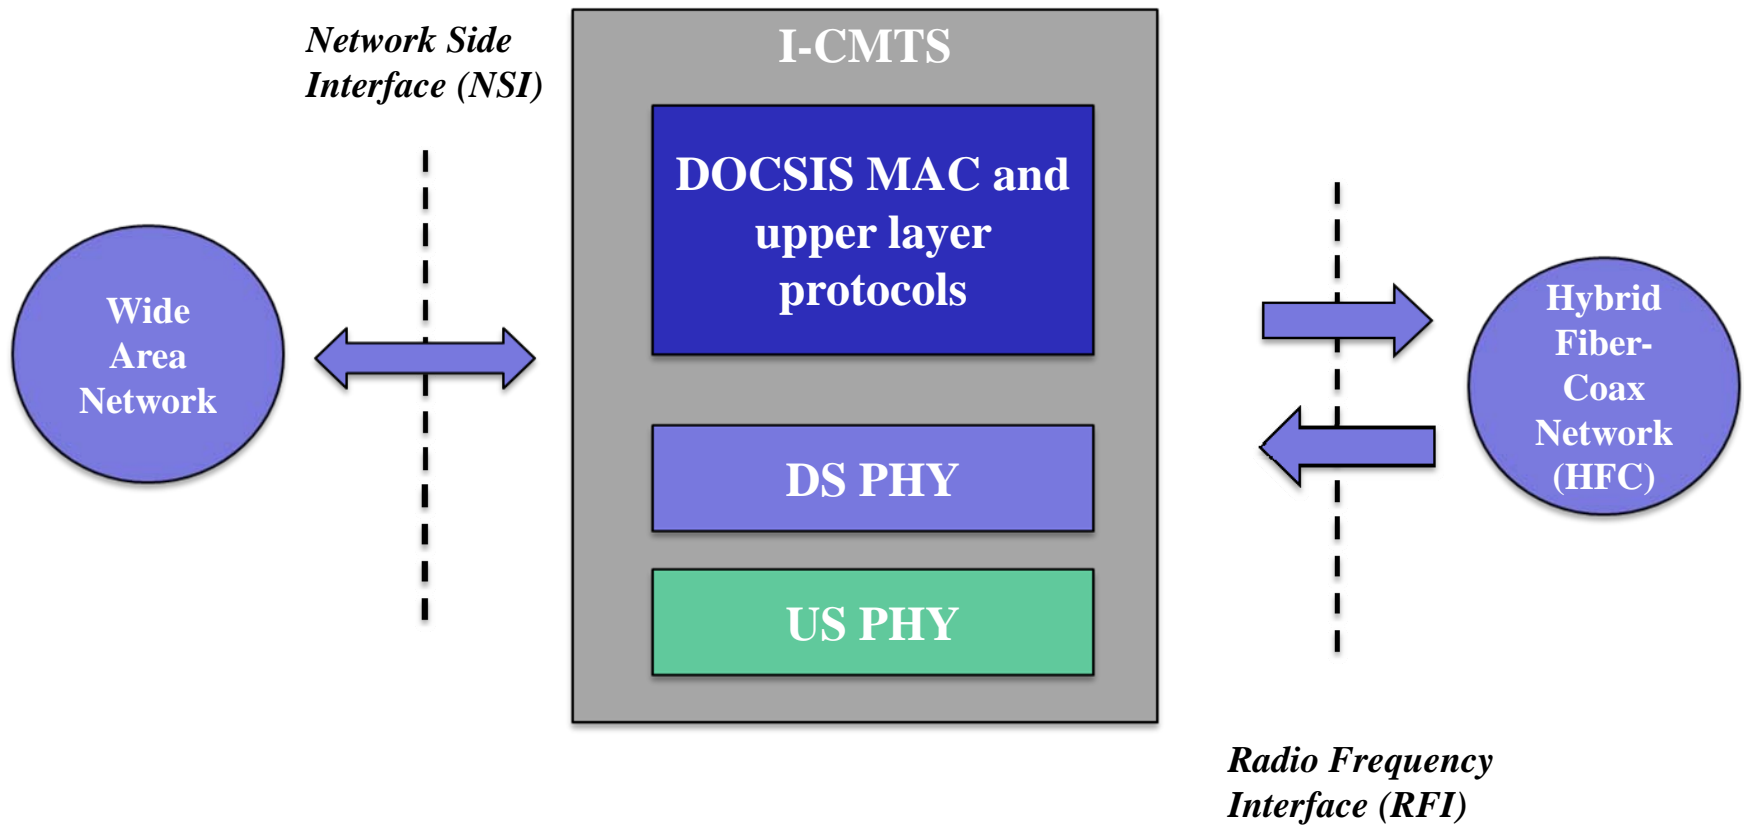 Network Side
Interface (NSI)
I-CMTS
DOCSIS MAC and
upper layer
protocols
Wide
Area
Network
Hybrid
Fiber-
Coax
Network
(HFC)
DS PHY
US PHY
Radio Frequency
Interface (RFI)